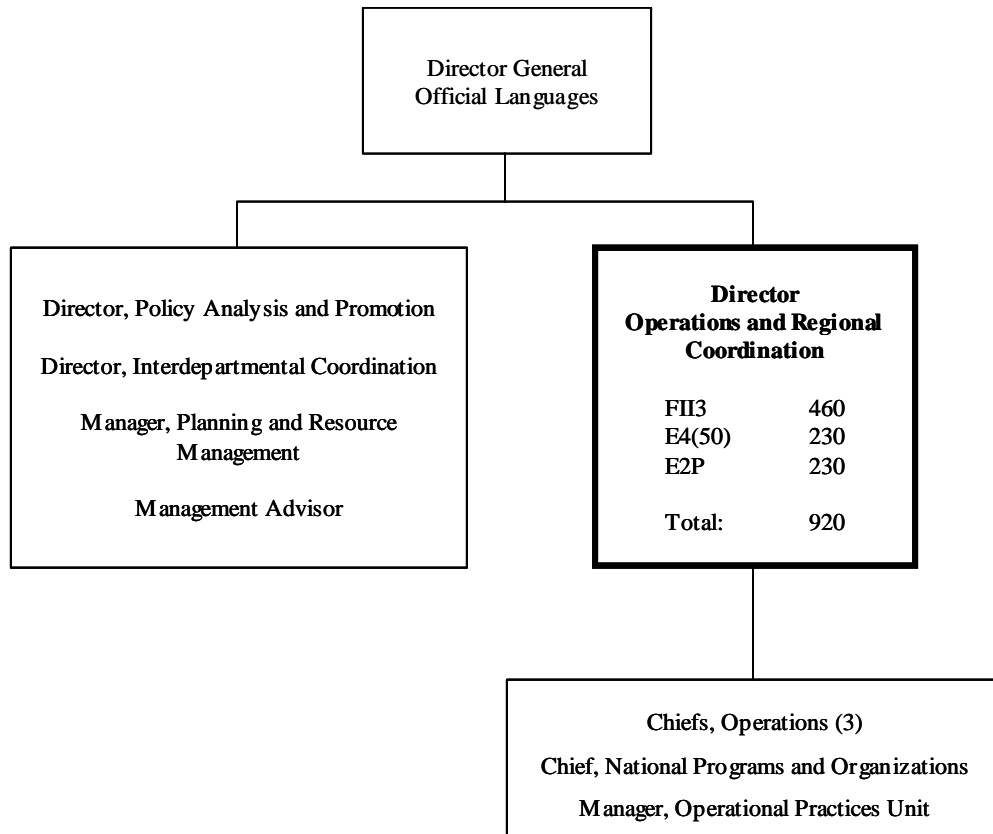 Director General
Official Languages
Director, Policy Analysis and Promotion
Director, Interdepartmental Coordination
Manager, Planning and Resource
Management
Management Advisor
Director
Operations and Regional
Coordination
FII3 460
E4(50) 230
E2P 230
Total: 920
Chiefs, Operations (3)
Chief, National Programs and Organizations
Manager, Operational Practices Unit